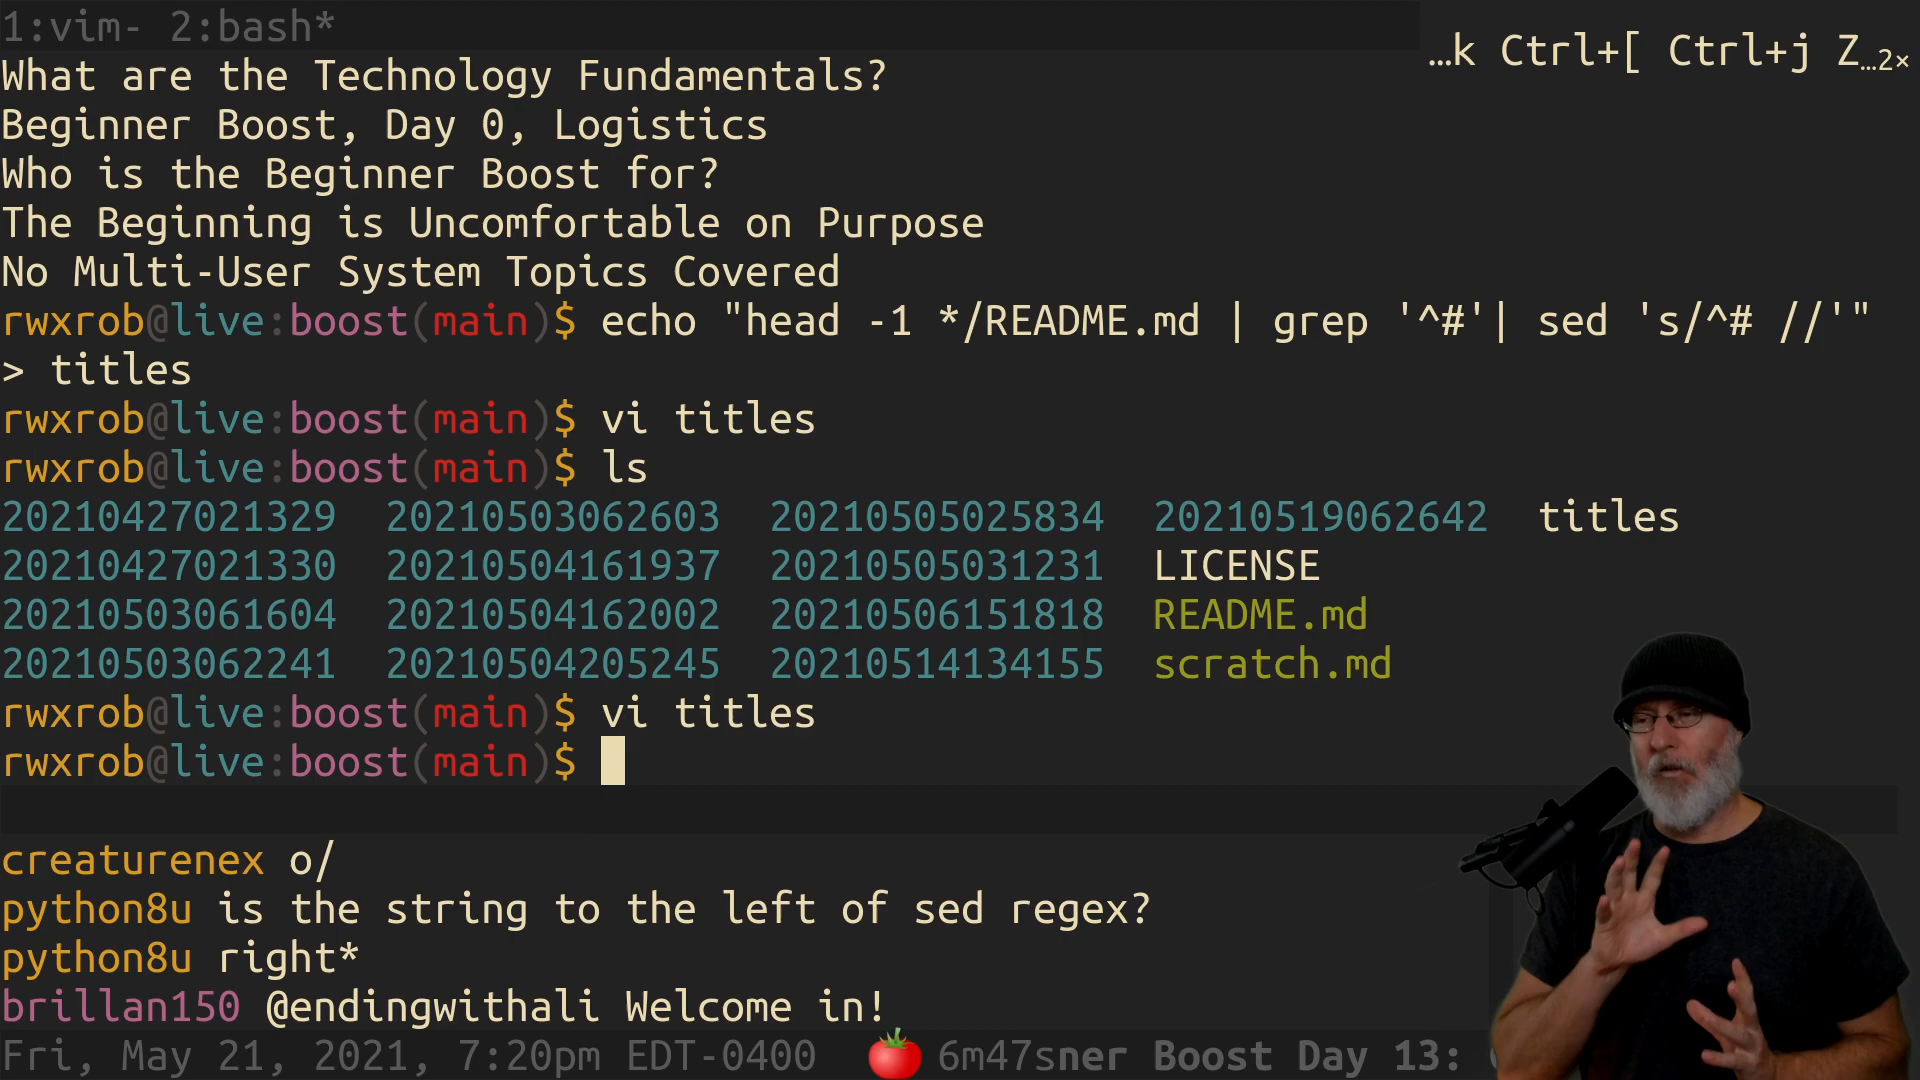 1:vim- 2:bash*
…k Ctrl+[ Ctrl+j Z…2×
What are the Technology Fundamentals?
Beginner Boost, Day 0, Logistics
Who is the Beginner Boost for?
The Beginning is Uncomfortable on Purpose
No Multi-User System Topics Covered
rwxrob@live:boost(main)$ echo "head -1 */README.md | grep '^#'| sed 's/^# //'"
> titles
rwxrob@live:boost(main)$ vi titles
rwxrob@live:boost(main)$ ls
20210427021329 20210503062603 20210505025834 20210519062642 titles
20210427021330 20210504161937 20210505031231 LICENSE
20210503061604 20210504162002 20210506151818 README.md
20210503062241 20210504205245 20210514134155 scratch.md
rwxrob@live:boost(main)$ vi titles
rwxrob@live:boost(main)$
creaturenex o/
python8u is the string to the left of sed regex?
python8u right*
brillan150 @endingwithali Welcome in!
Fri, May 21, 2021, 7:20pm EDT-0400 🍅 6m47sner Boost Day 13: